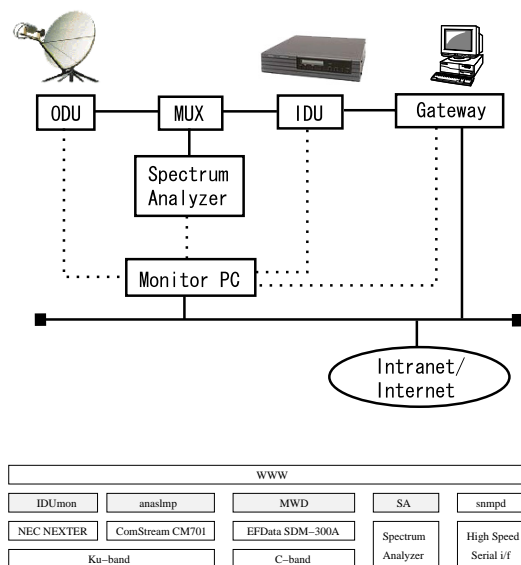 ODU
MUX
IDU
Gateway
Spectrum
Analyzer
Monitor PC
Intranet/
Internet
WWW
IDUmon
anaslmp
MWD
SA
snmpd
NEC NEXTER
ComStream CM701
EFData SDM−300A
Spectrum
Analyzer
High Speed
Serial i/f
Ku−band
C−band